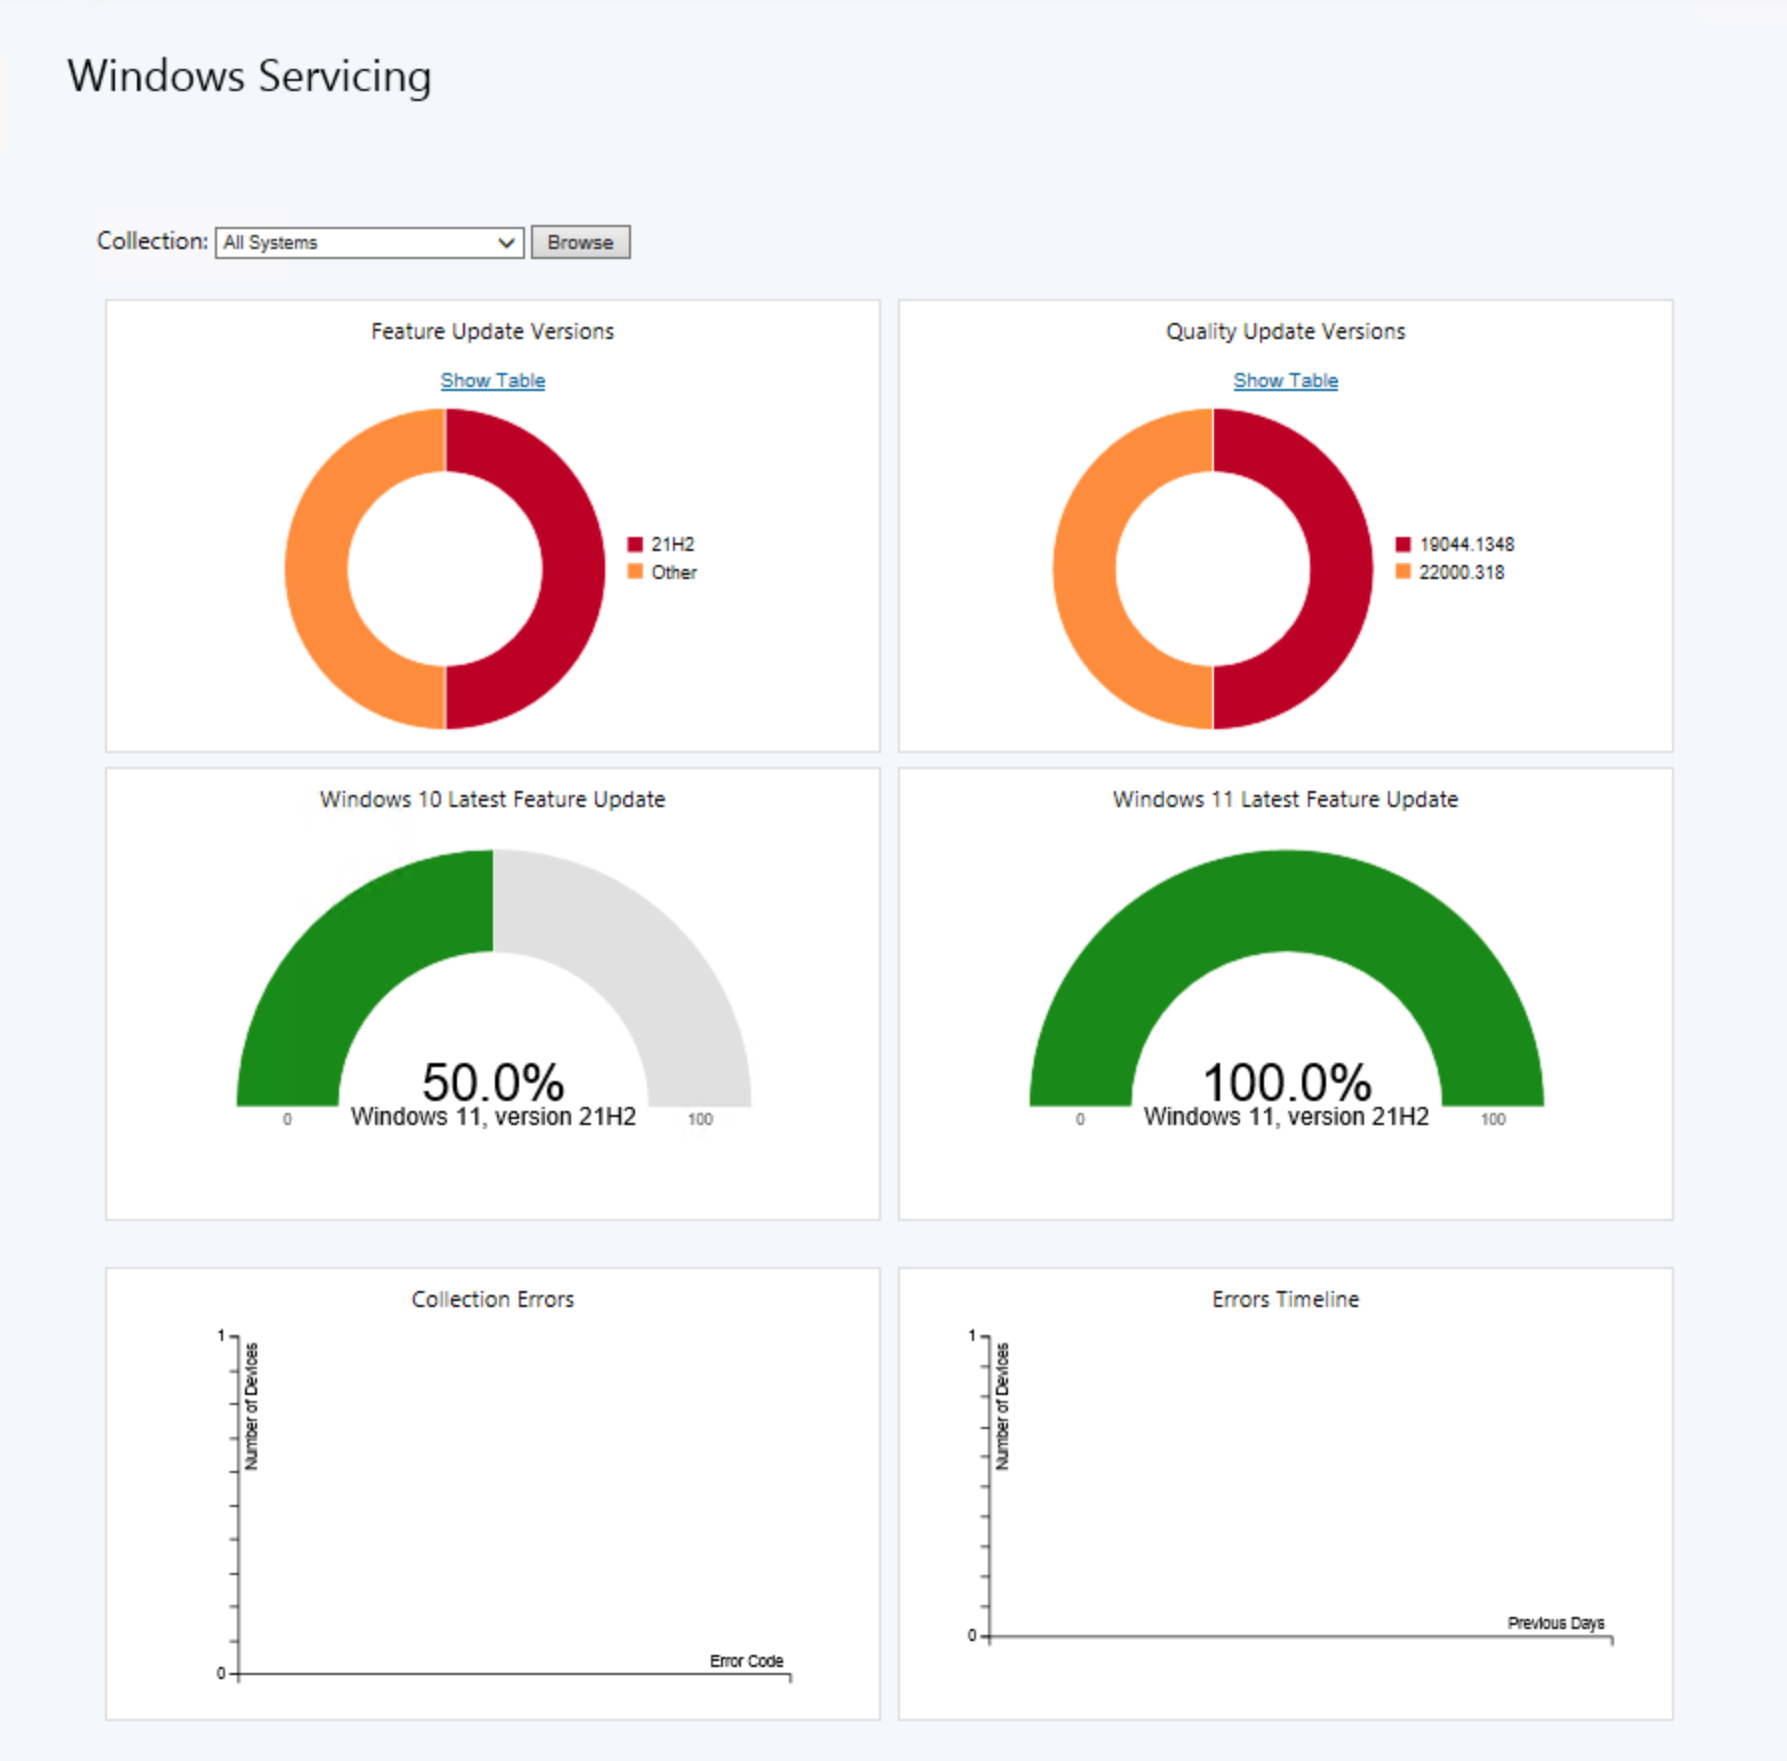 Windows Servicing
Collection: All Systems Browse
Feature Update Versions
Show Table
21H2
Other
Quality Update Versions
Show Table
19044.1348
22000.318
Windows 10 Latest Feature Update
50.0%
Windows 11, version 21H2
0
100
Windows 11 Latest Feature Update
100.0%
Windows 11, version 21H2
0
100
Collection Errors
1
Number of Devices
0
Error Code
Errors Timeline
1
Number of Devices
0
Previous Days